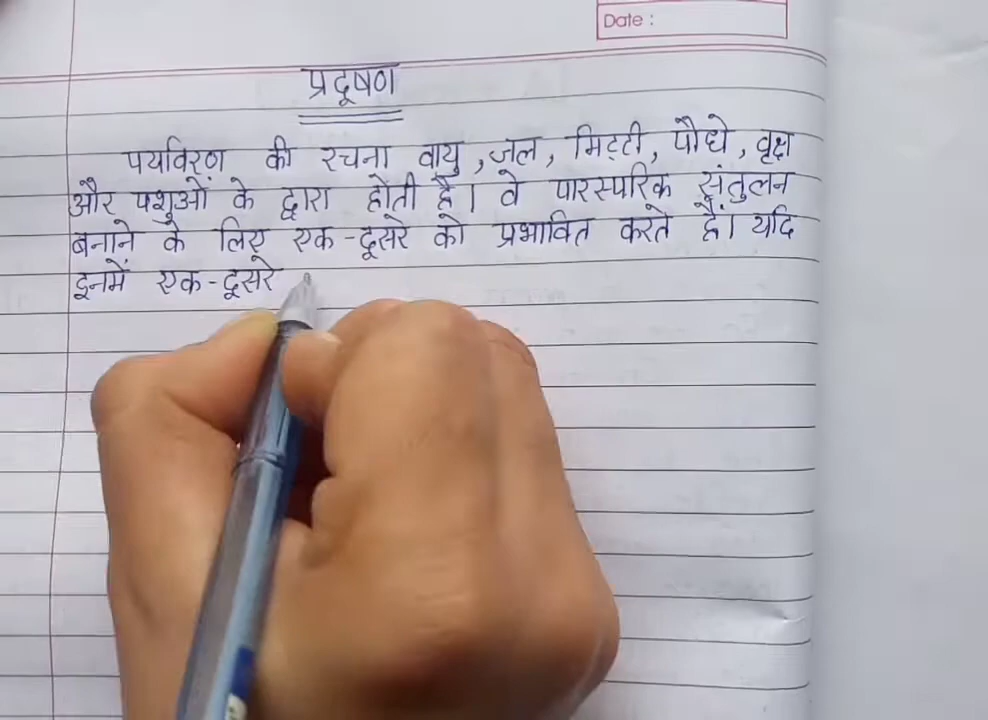 Date :
प्रदूषण
पर्यावरण की रचना वायु, जल, मिट्टी, पौधे, वृक्ष
और पशुओं के द्वारा होती है। वे पारस्परिक संतुलन
बनाने के लिए एक-दूसरे को प्रभावित करते हैं। यदि
इनमें एक-दूसरे